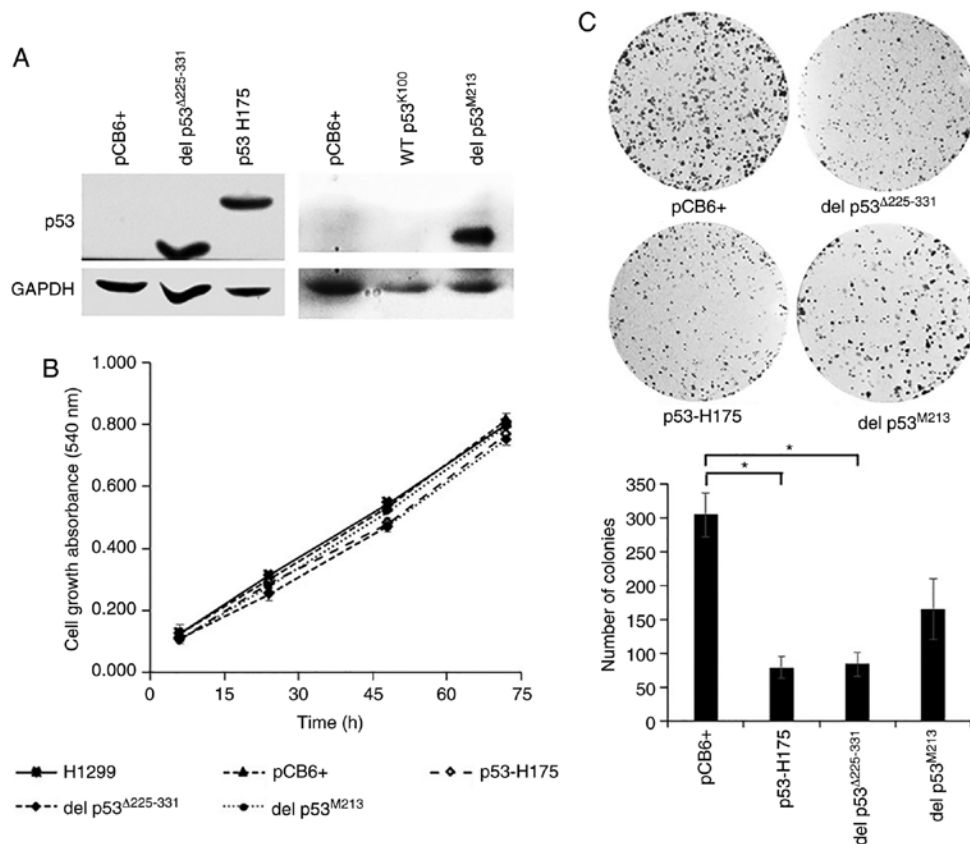 A
pCB6+
del p53Δ225-331
p53 H175
pCB6+
WT p53K100
del p53M213
p53
GAPDH
B
Cell growth absorbance (540 nm)
0.800
0.600
0.400
0.200
0.000
0 15 30 45 60 75
Time (h)
H1299 pCB6+ p53-H175
del p53Δ225-331 del p53M213
C
pCB6+ del p53Δ225-331
p53-H175 del p53M213
*
*
Number of colonies
350
300
250
200
150
100
50
0
pCB6+
p53-H175
del p53Δ225-331
del p53M213